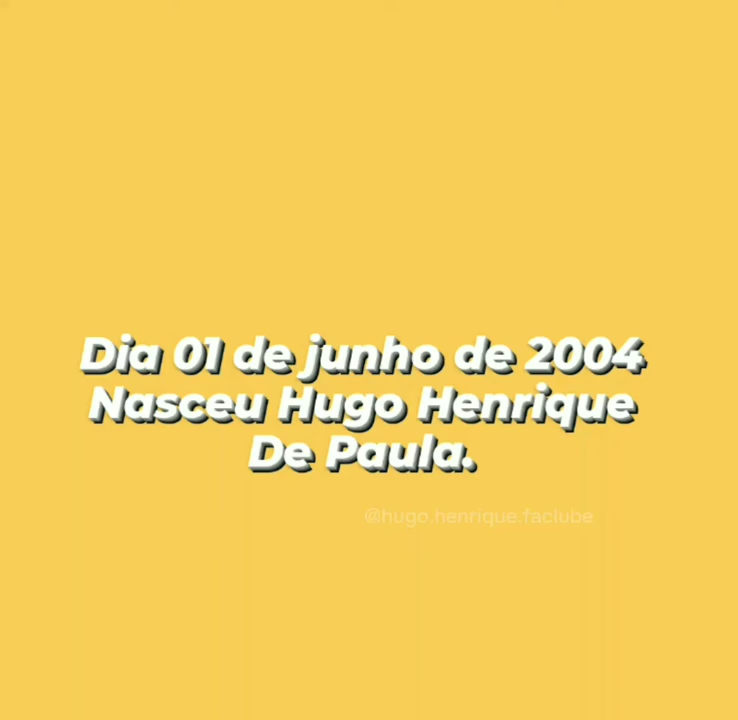 Dia 01 de junho de 2004
Nasceu Hugo Henrique
De Paula.
@hugo.henrique.faclube